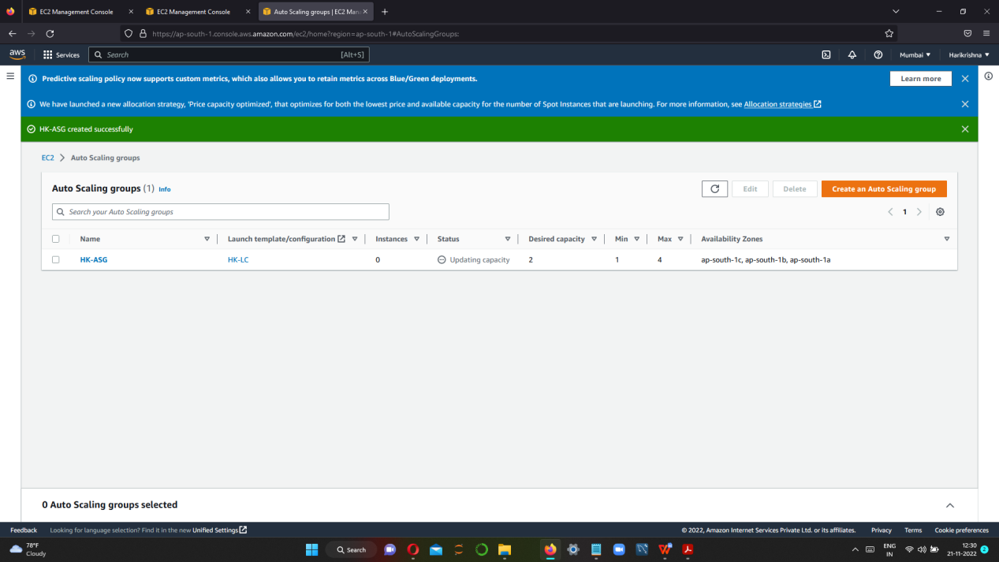 EC2 Management Console
EC2 Management Console
Auto Scaling groups | EC2 Man
https://ap-south-1.console.aws.amazon.com/ec2/home?region=ap-south-1#AutoScalingGroups:
aws
Services
Search
[Alt+S]
Mumbai
Harikrishna
Predictive scaling policy now supports custom metrics, which also allows you to retain metrics across Blue/Green deployments.
Learn more
We have launched a new allocation strategy, 'Price capacity optimized', that optimizes for both the lowest price and available capacity for the number of Spot Instances that are launching. For more information, see Allocation strategies
HK-ASG created successfully
EC2
Auto Scaling groups
Auto Scaling groups (1) Info
Edit
Delete
Create an Auto Scaling group
Search your Auto Scaling groups
1
Name
Launch template/configuration
Instances
Status
Desired capacity
Min
Max
Availability Zones
HK-ASG
HK-LC
0
Updating capacity
2
1
4
ap-south-1c, ap-south-1b, ap-south-1a
0 Auto Scaling groups selected
Feedback
Looking for language selection? Find it in the new Unified Settings
© 2022, Amazon Internet Services Private Ltd. or its affiliates.
Privacy
Terms
Cookie preferences
78°F
Cloudy
Search
ENG
IN
12:30
21-11-2022
2